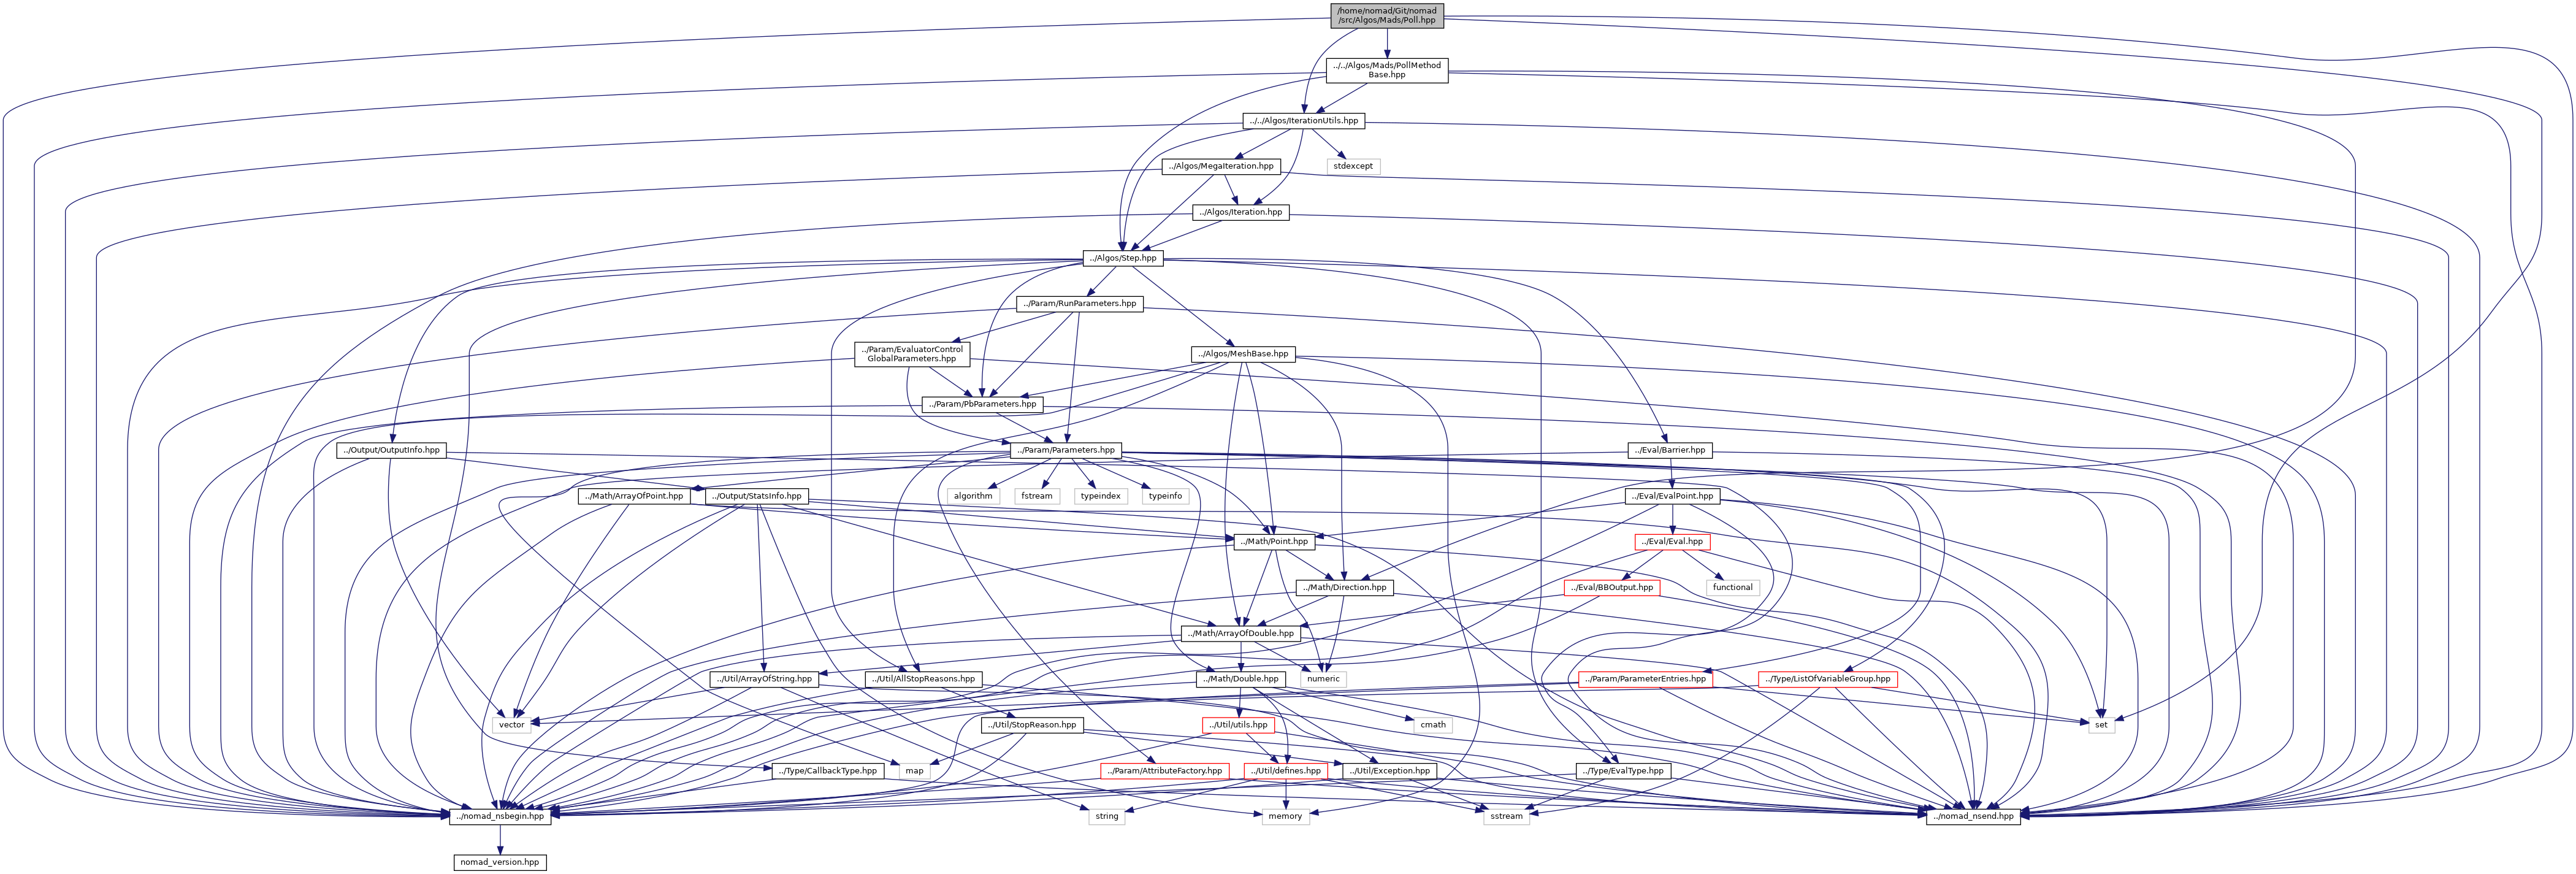 /home/nomad/Git/nomad
/src/Algos/Mads/Poll.hpp
../../Algos/Mads/PollMethod
Base.hpp
../../Algos/IterationUtils.hpp
../Algos/MegaIteration.hpp
stdexcept
../Algos/Iteration.hpp
../Algos/Step.hpp
../Param/RunParameters.hpp
../Param/EvaluatorControl
GlobalParameters.hpp
../Algos/MeshBase.hpp
../Param/PbParameters.hpp
../Output/OutputInfo.hpp
../Param/Parameters.hpp
../Eval/Barrier.hpp
../Math/ArrayOfPoint.hpp
../Output/StatsInfo.hpp
algorithm
fstream
typeindex
typeinfo
../Eval/EvalPoint.hpp
../Math/Point.hpp
../Eval/Eval.hpp
../Math/Direction.hpp
../Eval/BBOutput.hpp
functional
../Math/ArrayOfDouble.hpp
../Util/ArrayOfString.hpp
../Util/AllStopReasons.hpp
../Math/Double.hpp
numeric
../Param/ParameterEntries.hpp
../Type/ListOfVariableGroup.hpp
vector
../Util/StopReason.hpp
../Util/utils.hpp
cmath
set
../Type/CallbackType.hpp
map
../Param/AttributeFactory.hpp
../Util/defines.hpp
../Util/Exception.hpp
../Type/EvalType.hpp
../nomad_nsbegin.hpp
string
memory
sstream
../nomad_nsend.hpp
nomad_version.hpp